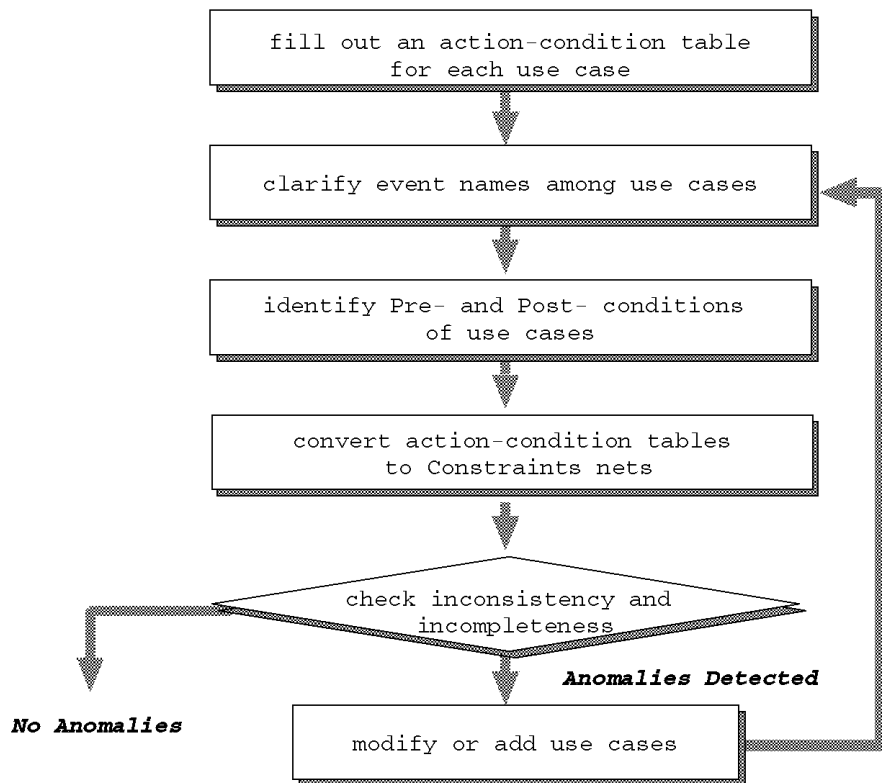 fill out an action-condition table
for each use case
clarify event names among use cases
identify Pre- and Post- conditions
of use cases
convert action-condition tables
to Constraints nets
check inconsistency and
incompleteness
Anomalies Detected
No Anomalies
modify or add use cases